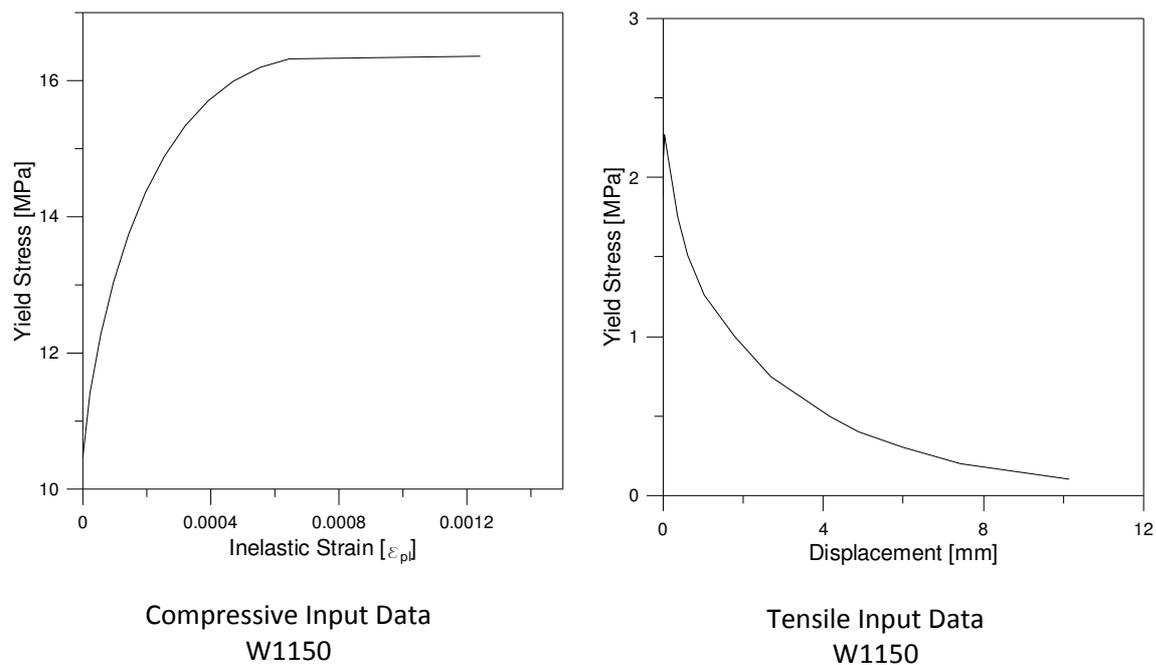 Yield Stress [MPa]
16
14
12
10
0
0.0004
0.0008
0.0012
Inelastic Strain [εpl]
Compressive Input Data
W1150
Yield Stress [MPa]
3
2
1
0
0
4
8
12
Displacement [mm]
Tensile Input Data
W1150